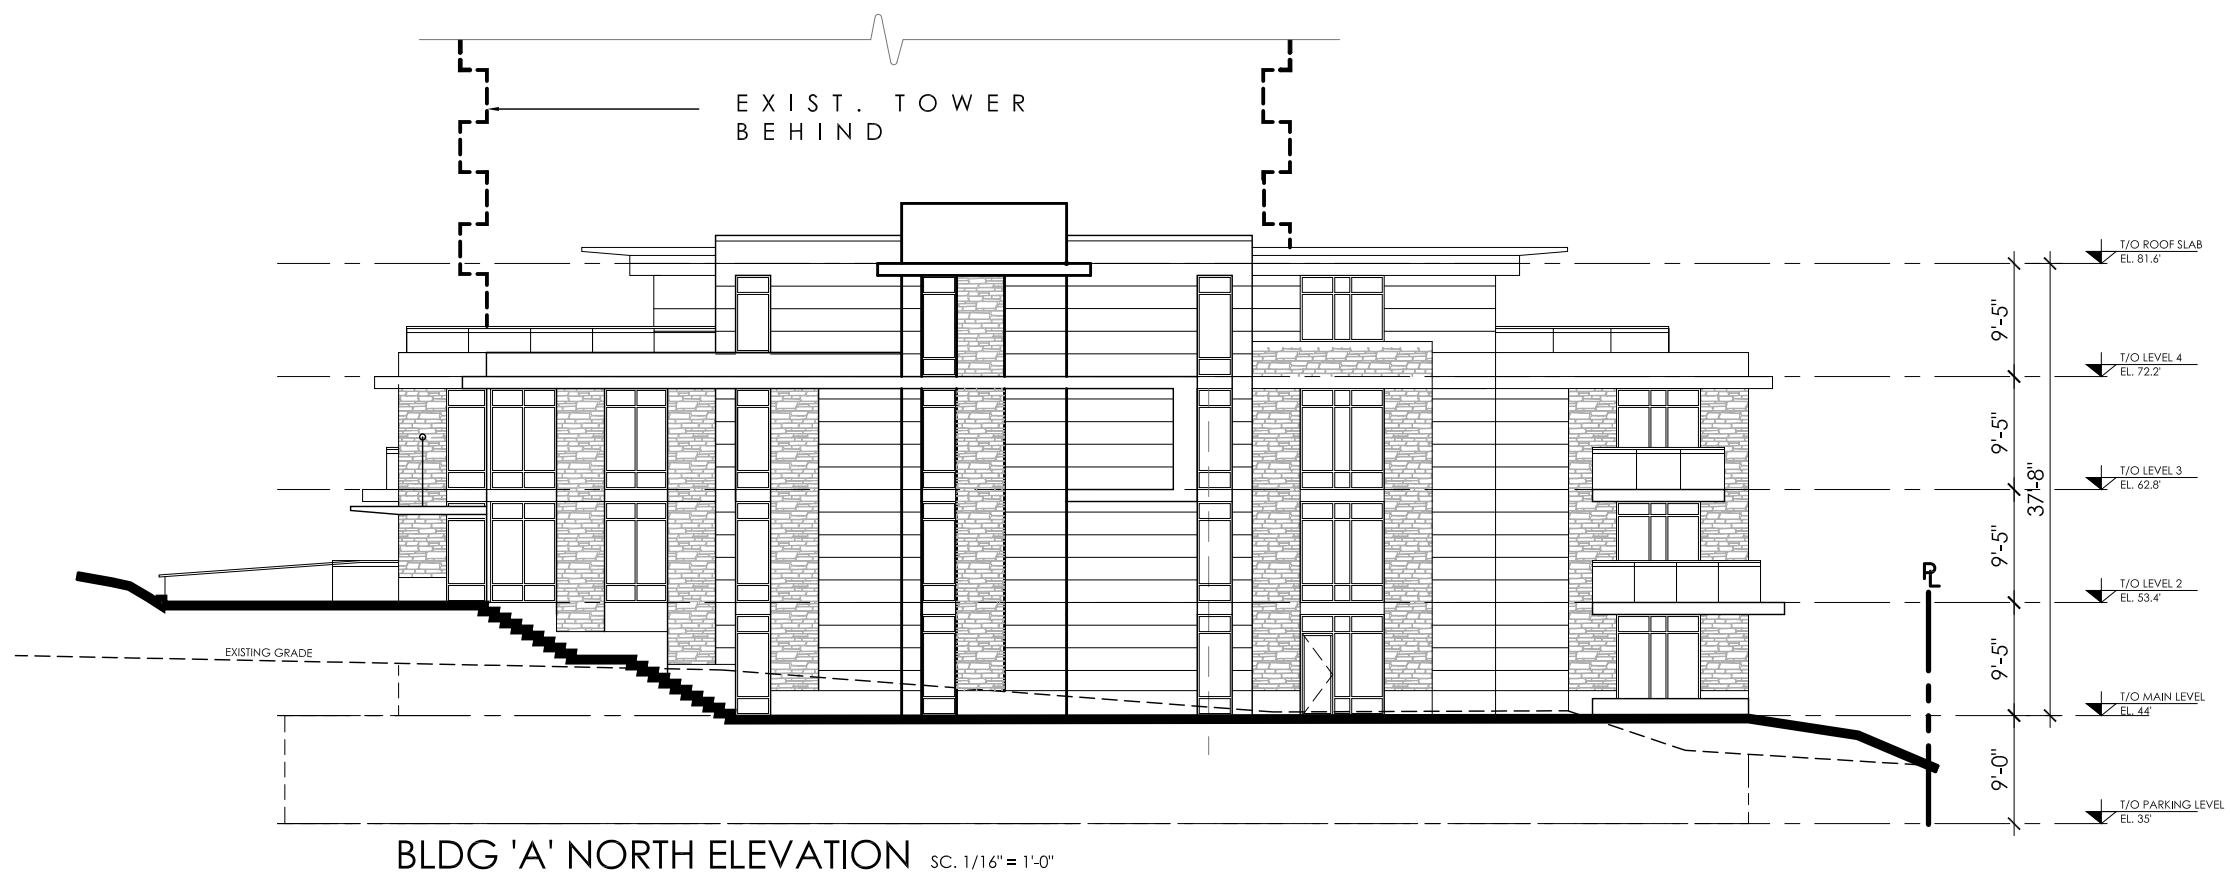 EXIST. TOWER
BEHIND
T/O ROOF SLAB
EL. 81.6'
9'-5"
T/O LEVEL 4
EL. 72.2'
9'-5"
T/O LEVEL 3
EL. 62.8'
37'-8"
9'-5"
PL
T/O LEVEL 2
EL. 53.4'
EXISTING GRADE
9'-5"
T/O MAIN LEVEL
EL. 44'
9'-0"
T/O PARKING LEVEL
EL. 35'
BLDG 'A' NORTH ELEVATION SC. 1/16" = 1'-0"